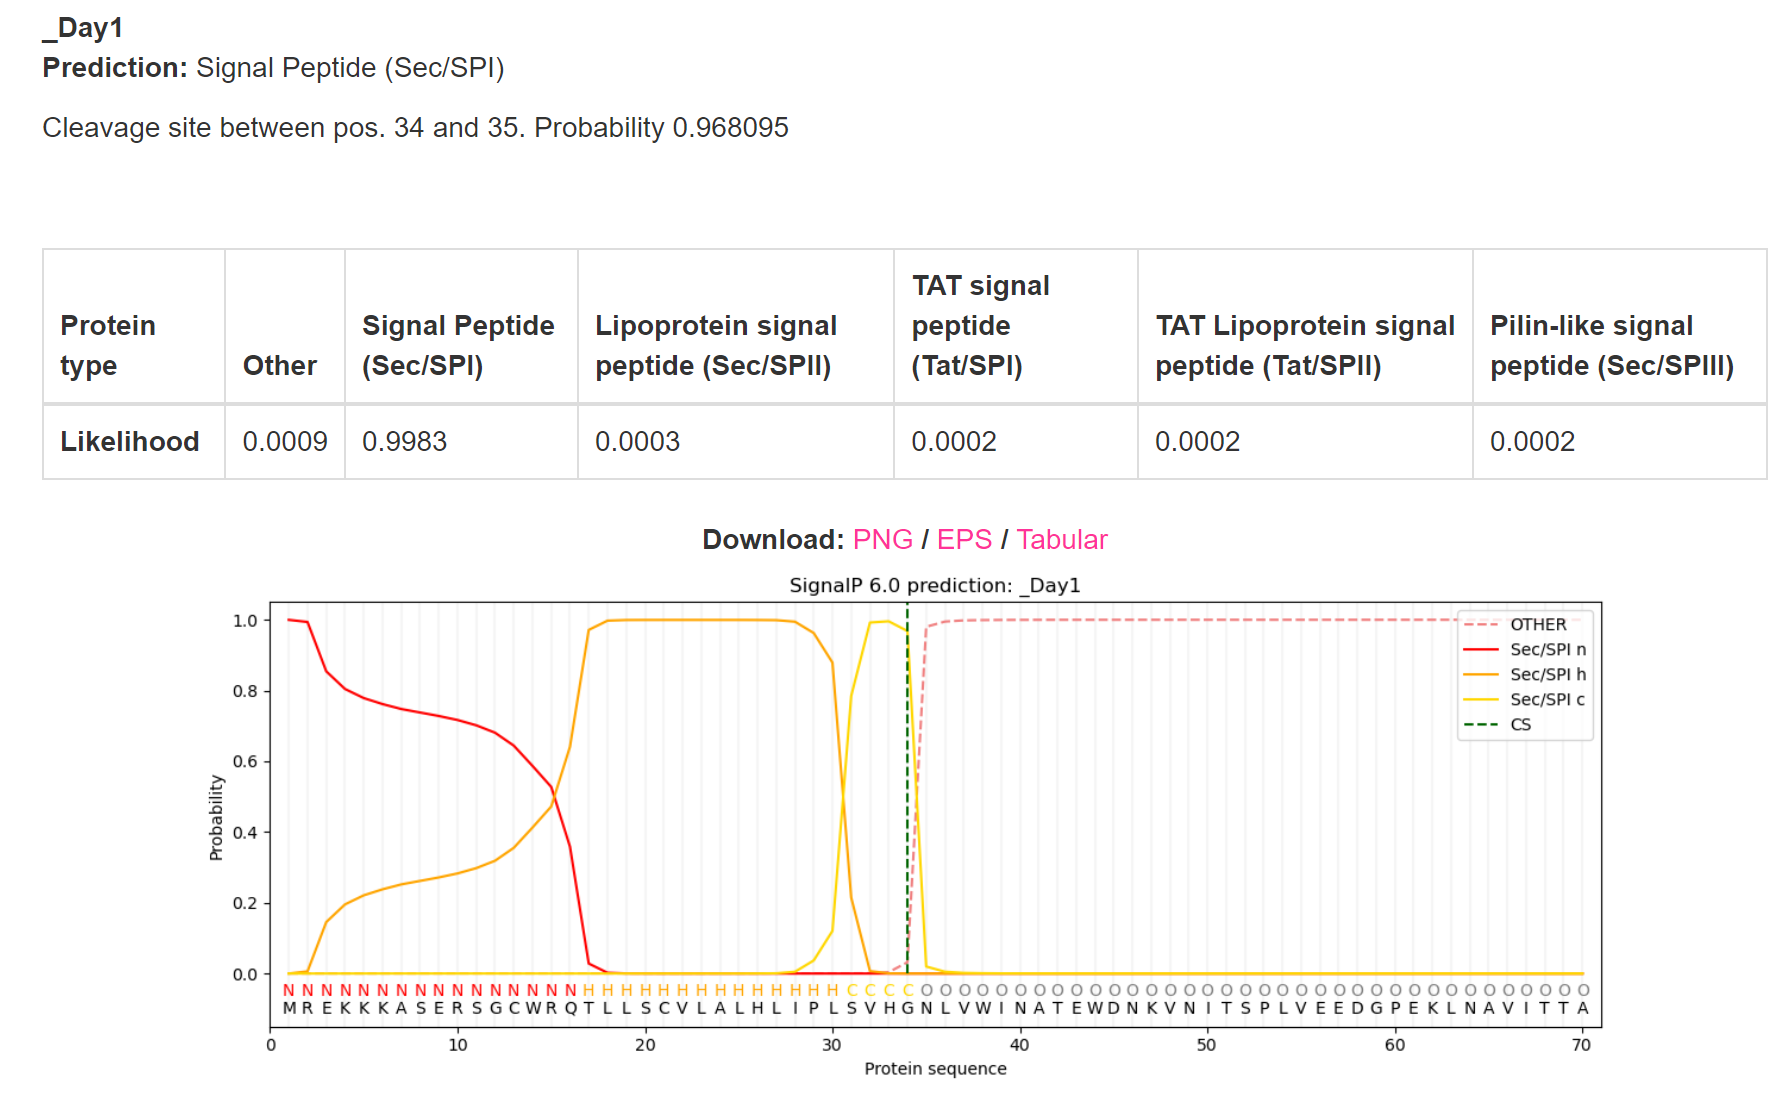 _Day1
Prediction: Signal Peptide (Sec/SPI)
Cleavage site between pos. 34 and 35. Probability 0.968095
Protein type Other Signal Peptide (Sec/SPI) Lipoprotein signal peptide (Sec/SPII) TAT signal peptide (Tat/SPI) TAT Lipoprotein signal peptide (Tat/SPII) Pilin-like signal peptide (Sec/SPIII)
Likelihood 0.0009 0.9983 0.0003 0.0002 0.0002 0.0002
Download: PNG / EPS / Tabular
SignalP 6.0 prediction: _Day1
1.0
0.8
0.6
0.4
0.2
0.0
Probability
OTHER
Sec/SPI n
Sec/SPI h
Sec/SPI c
CS
N N N N N N N N N N N N N N N N H H H H H H H H H H H H H H C C C C O O O O O O O O O O O O O O O O O O O O O O O O O O O O O O O O O O O O
M R E K K K A S E R S G C W R Q T L L S C V L A L H L I P L S V H G N L V W I N A T E W D N K V N I T S P L V E E D G P E K L N A V I T T A
0 10 20 30 40 50 60 70
Protein sequence